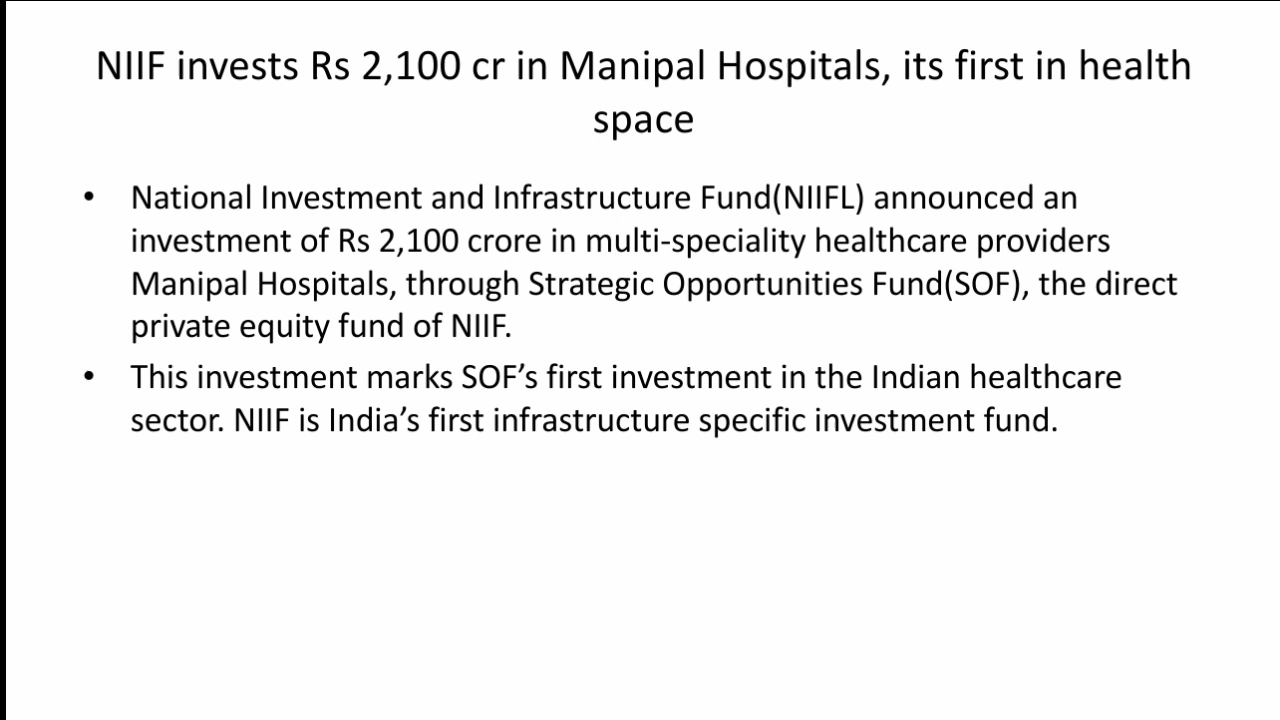 NIIF invests Rs 2,100 cr in Manipal Hospitals, its first in health
space
• National Investment and Infrastructure Fund(NIIFL) announced an
investment of Rs 2,100 crore in multi-speciality healthcare providers
Manipal Hospitals, through Strategic Opportunities Fund(SOF), the direct
private equity fund of NIIF.
• This investment marks SOF’s first investment in the Indian healthcare
sector. NIIF is India’s first infrastructure specific investment fund.